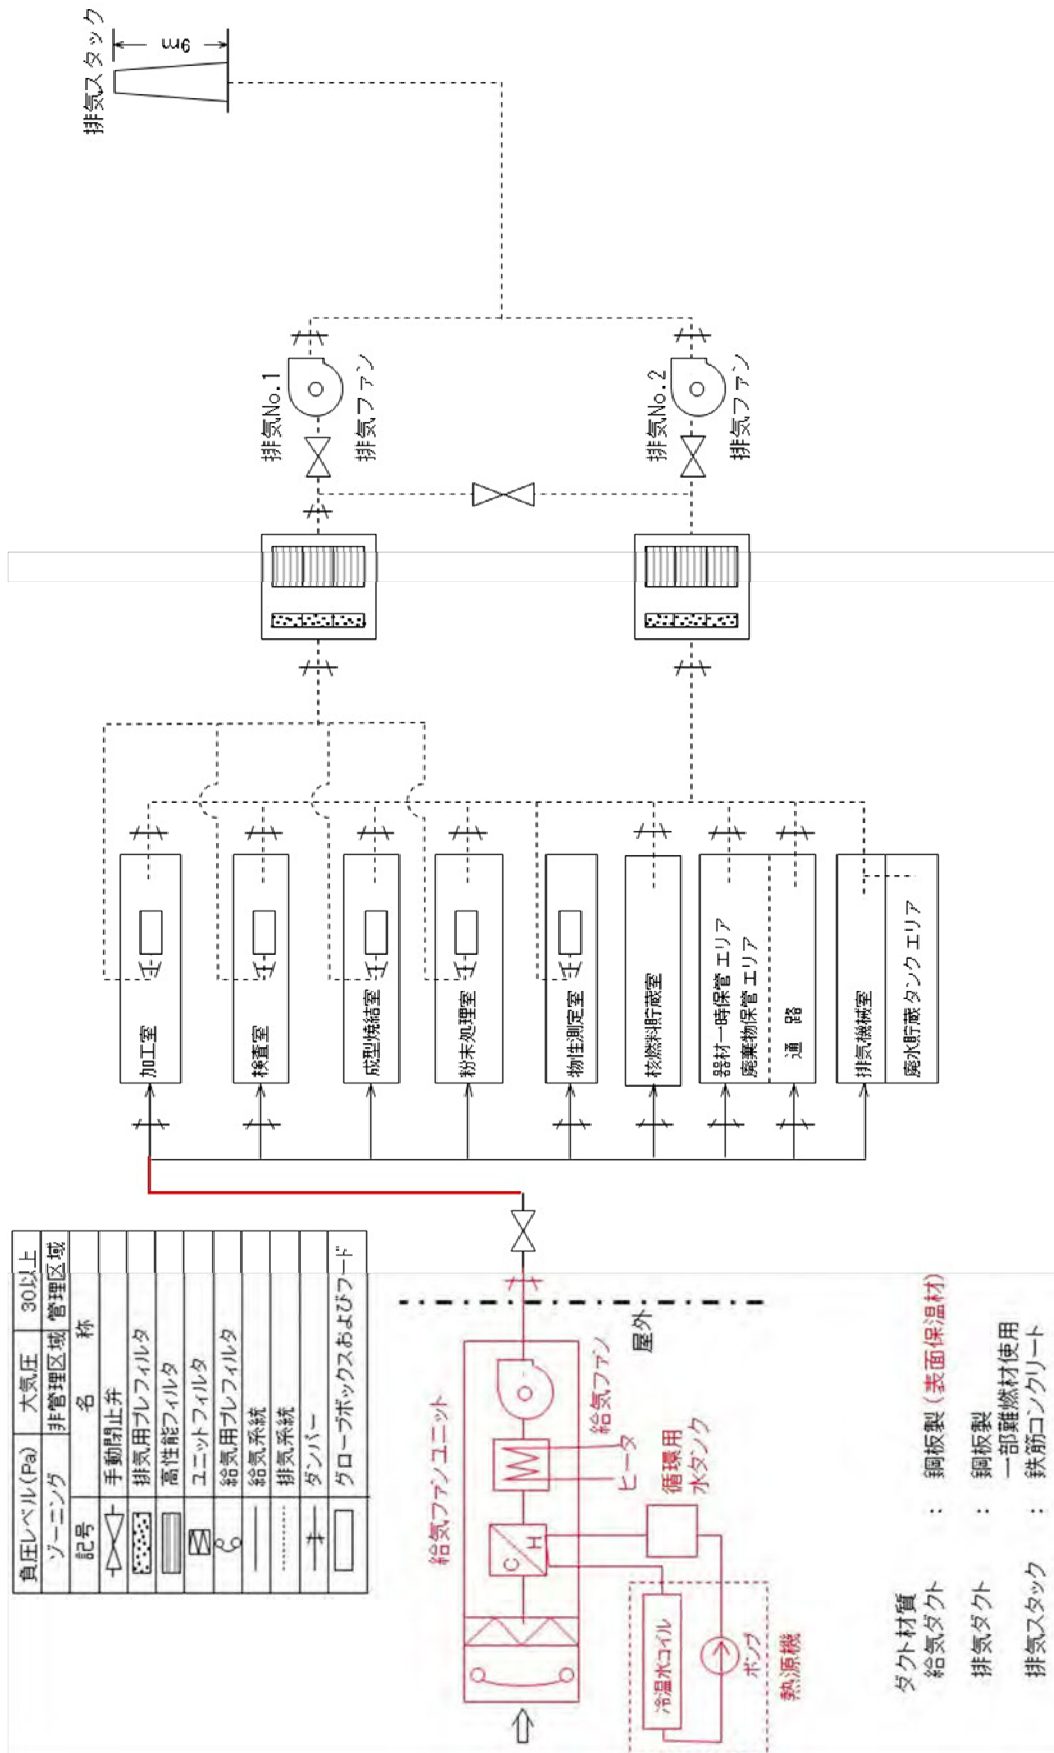 負圧レベル(Pa) 大気圧 30以上
ゾーニング 非管理区域 管理区域
記号 名 称
手動閉止弁
排気用プレフィルタ
高性能フィルタ
ユニットフィルタ
給気用プレフィルタ
給気系統
排気系統
ダンパー
グローブボックスおよびフード
給気ファンユニット
C
H
ヒータ
給気ファン
循環用
水タンク
冷温水コイル
ポンプ
熱源機
屋外
ダクト材質
給気ダクト : 鋼板製(表面保温材)
排気ダクト : 鋼板製
一部難燃材使用
排気スタック : 鉄筋コンクリート
加工室
検査室
成型焼結室
粉末処理室
物性測定室
核燃料貯蔵室
器材一時保管エリア
廃棄物保管エリア
通 路
排気機械室
廃水貯蔵タンクエリア
排気No.1
排気ファン
排気No.2
排気ファン
排気スタック
9m